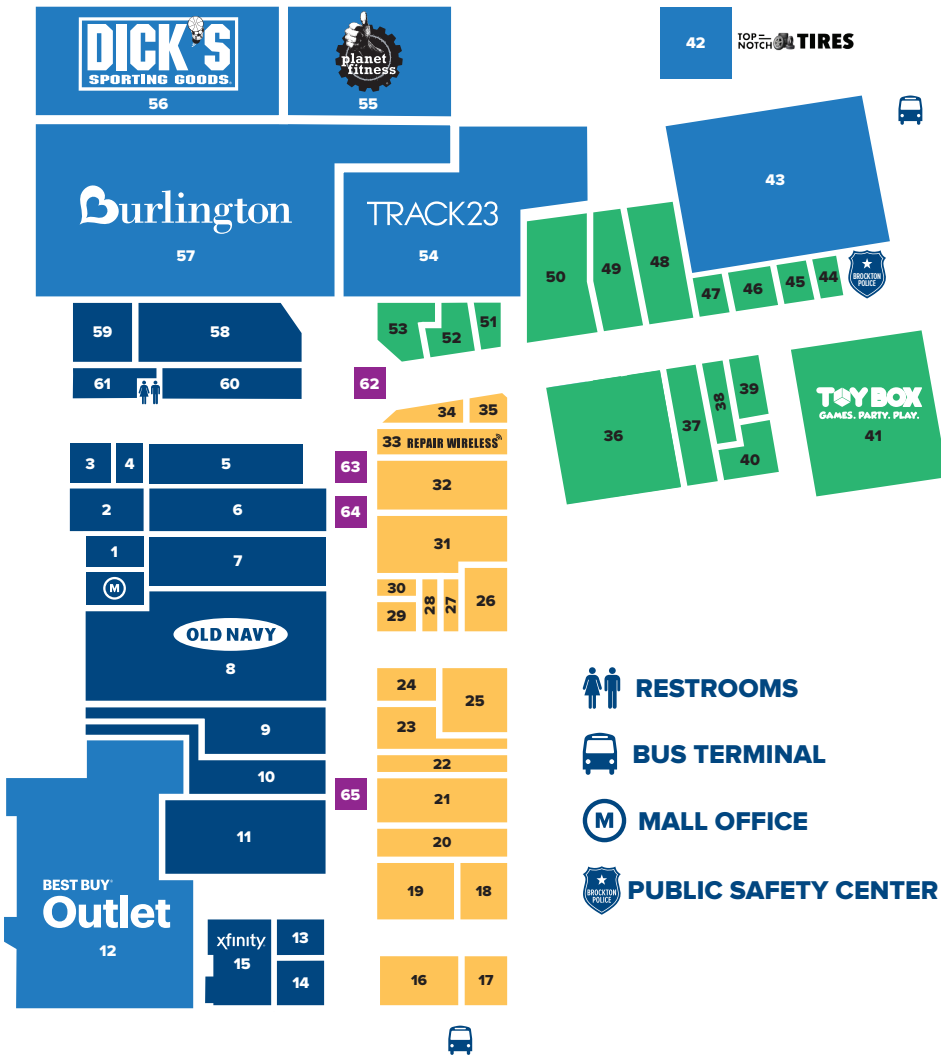 DICK'S
SPORTING GOODS.
56
planet
fitness
55
42
TOP
NOTCH TIRES
Burlington
57
TRACK23
54
43
50
49
48
47
46
45
44
BROCKTON
POLICE
59
58
53
52
51
61
60
62
36
37
38
39
40
TOY BOX
GAMES. PARTY. PLAY.
41
34
35
33 REPAIR WIRELESS
3
4
5
63
32
2
6
64
1
7
31
M
30
29
28
27
26
OLD NAVY
8
24
25
23
9
22
10
65
21
11
20
19
18
BEST BUY
Outlet
12
xfinity
15
13
14
16
17
RESTROOMS
BUS TERMINAL
M MALL OFFICE
BROCKTON
POLICE
PUBLIC SAFETY CENTER